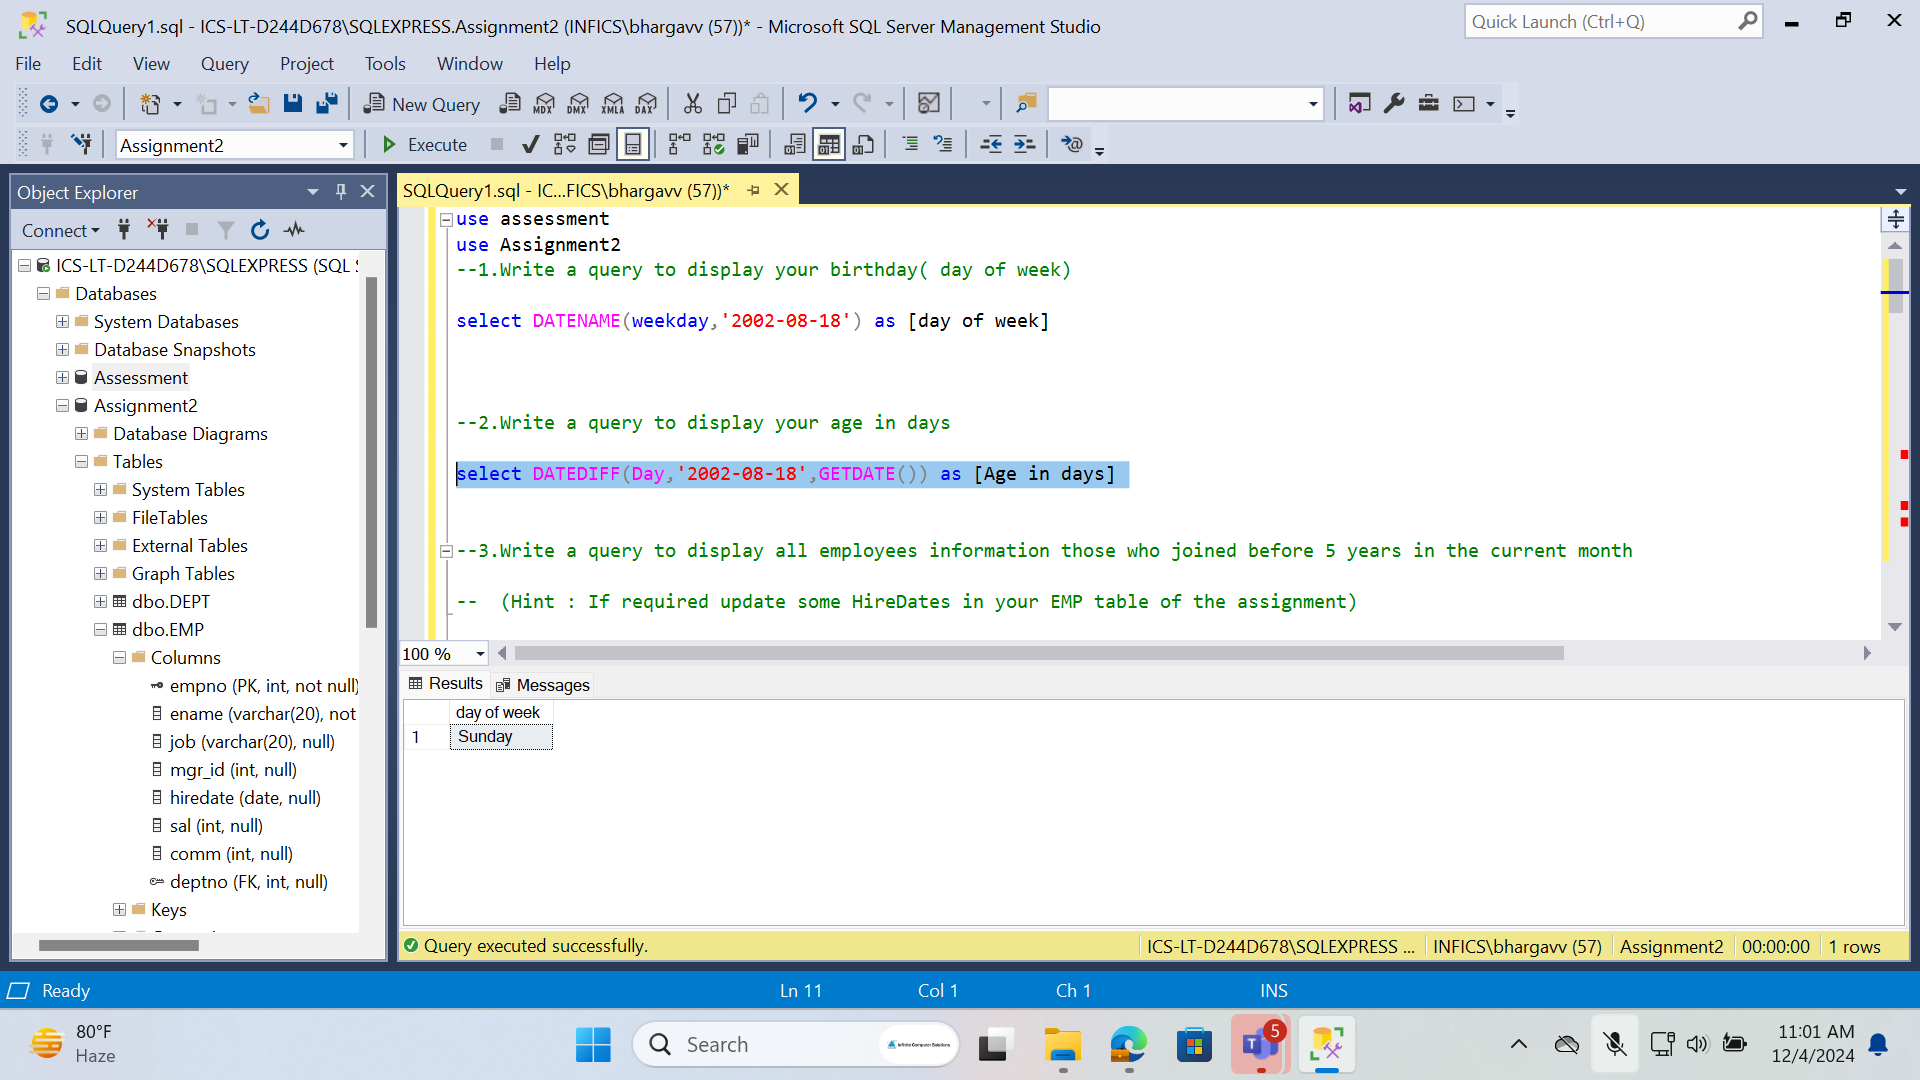 SQLQuery1.sql - ICS-LT-D244D678\SQLEXPRESS.Assignment2 (INFICS\bhargavv (57))* - Microsoft SQL Server Management Studio
Quick Launch (Ctrl+Q)
File Edit View Query Project Tools Window Help
New Query MDX DMX XMLA DAX
Assignment2 Execute
Object Explorer
Connect
ICS-LT-D244D678\SQLEXPRESS (SQL S
Databases
System Databases
Database Snapshots
Assessment
Assignment2
Database Diagrams
Tables
System Tables
FileTables
External Tables
Graph Tables
dbo.DEPT
dbo.EMP
Columns
empno (PK, int, not null)
ename (varchar(20), not
job (varchar(20), null)
mgr_id (int, null)
hiredate (date, null)
sal (int, null)
comm (int, null)
deptno (FK, int, null)
Keys
SQLQuery1.sql - IC...FICS\bhargavv (57))*
use assessment
use Assignment2
--1.Write a query to display your birthday( day of week)
select DATENAME(weekday,'2002-08-18') as [day of week]
--2.Write a query to display your age in days
select DATEDIFF(Day,'2002-08-18',GETDATE()) as [Age in days]
--3.Write a query to display all employees information those who joined before 5 years in the current month
--  (Hint : If required update some HireDates in your EMP table of the assignment)
100 %
Results Messages
day of week
1 Sunday
Query executed successfully. ICS-LT-D244D678\SQLEXPRESS ... INFICS\bhargavv (57) Assignment2 00:00:00 1 rows
Ready Ln 11 Col 1 Ch 1 INS
80°F
Haze
Search
Infinite Computer Solutions
5
11:01 AM
12/4/2024